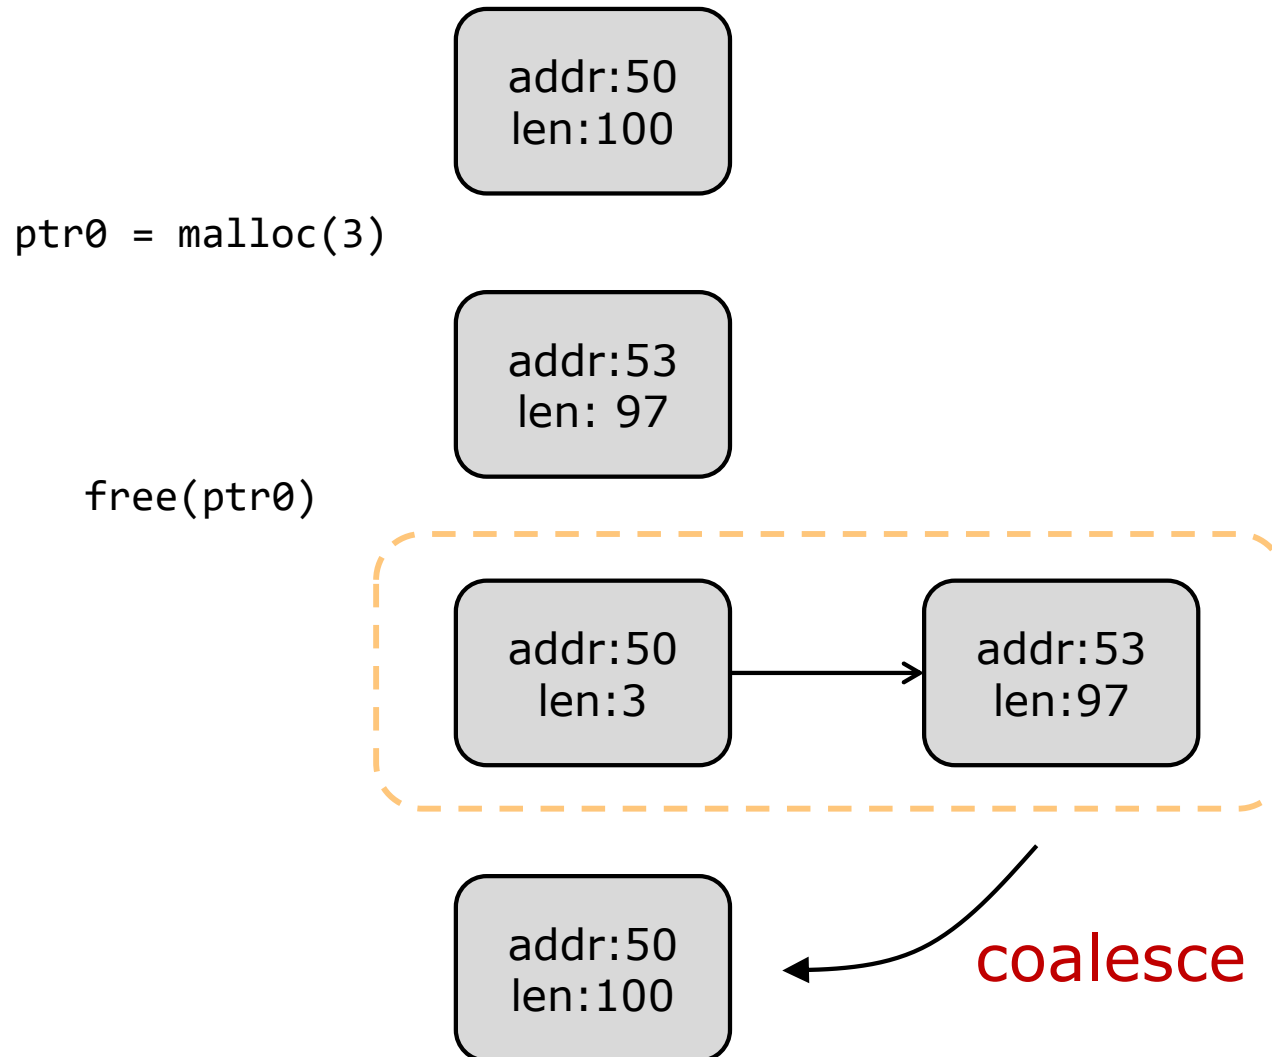 addr:50
len:100
ptr0 = malloc(3)
addr:53
len: 97
free(ptr0)
addr:50
len:3
addr:53
len:97
addr:50
len:100
coalesce